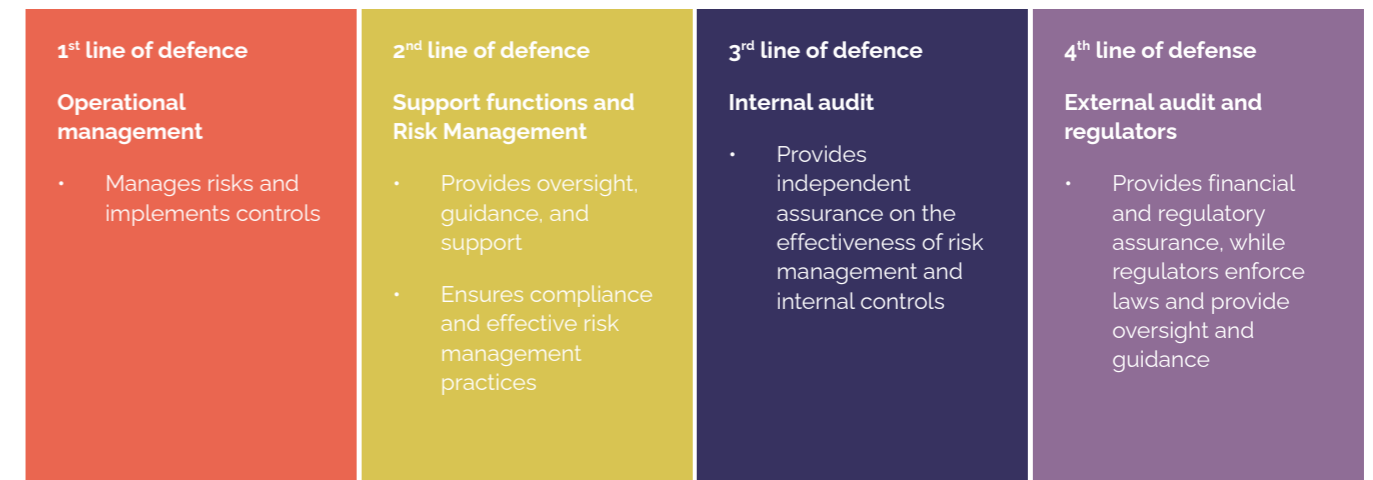 1st line of defence
Operational
management
• Manages risks and
implements controls
2nd line of defence
Support functions and
Risk Management
• Provides oversight,
guidance, and
support
• Ensures compliance
and effective risk
management
practices
3rd line of defence
Internal audit
• Provides
independent
assurance on the
effectiveness of risk
management and
internal controls
4th line of defense
External audit and
regulators
• Provides financial
and regulatory
assurance, while
regulators enforce
laws and provide
oversight and
guidance